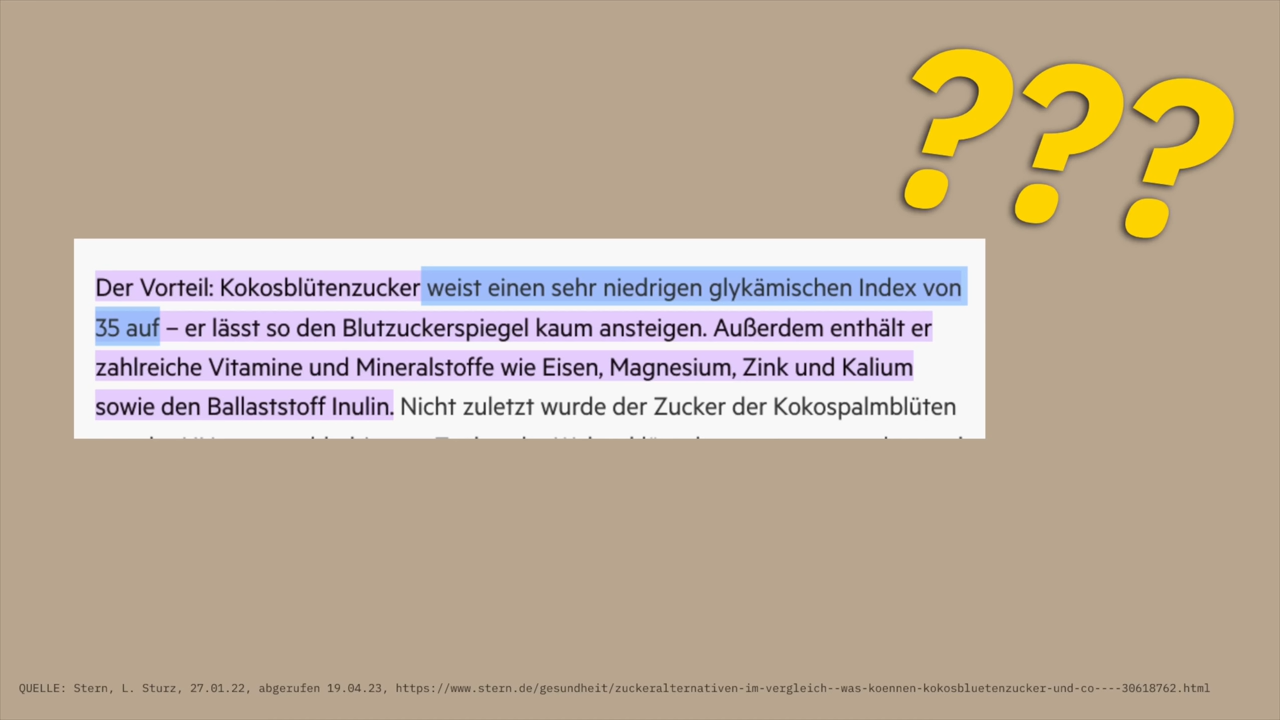 ???
Der Vorteil: Kokosblütenzucker weist einen sehr niedrigen glykämischen Index von
35 auf – er lässt so den Blutzuckerspiegel kaum ansteigen. Außerdem enthält er
zahlreiche Vitamine und Mineralstoffe wie Eisen, Magnesium, Zink und Kalium
sowie den Ballaststoff Inulin. Nicht zuletzt wurde der Zucker der Kokospalmblüten
QUELLE: Stern, L. Sturz, 27.01.22, abgerufen 19.04.23, https://www.stern.de/gesundheit/zuckeralternativen-im-vergleich--was-koennen-kokosbluetenzucker-und-co----30618762.html